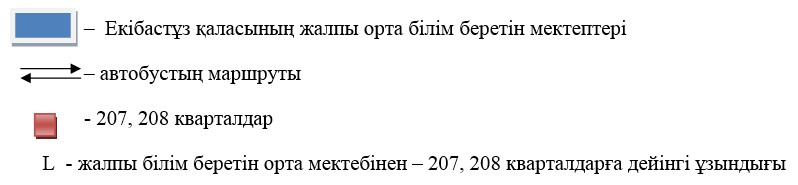 – Екібастұз қаласының жалпы орта білім беретін мектептері
– автобустың маршруты
- 207, 208 кварталдар
L - жалпы білім беретін орта мектебінен – 207, 208 кварталдарға дейінгі ұзындығы